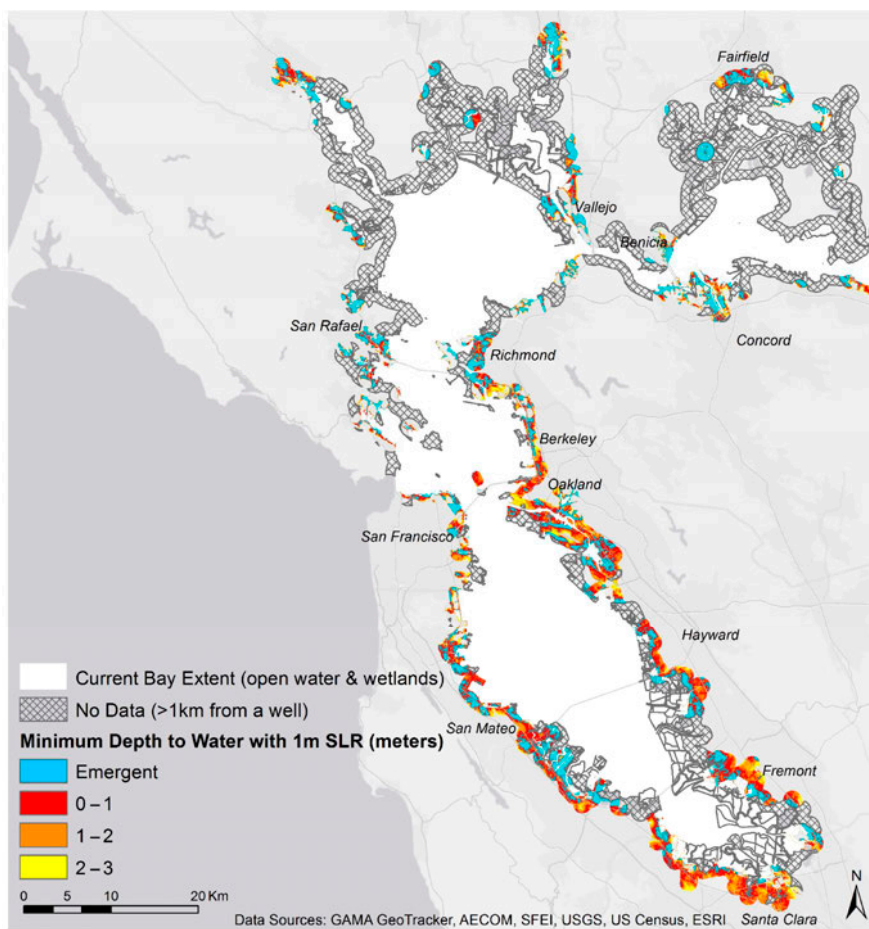 Fairfield
Vallejo
Benicia
San Rafael
Concord
Richmond
Berkeley
Oakland
San Francisco
Hayward
San Mateo
Fremont
Santa Clara
Current Bay Extent (open water & wetlands)
No Data (>1km from a well)
Minimum Depth to Water with 1m SLR (meters)
Emergent
0 – 1
1 – 2
2 – 3
0 5 10 20 Km
N
Data Sources: GAMA GeoTracker, AECOM, SFEI, USGS, US Census, ESRI